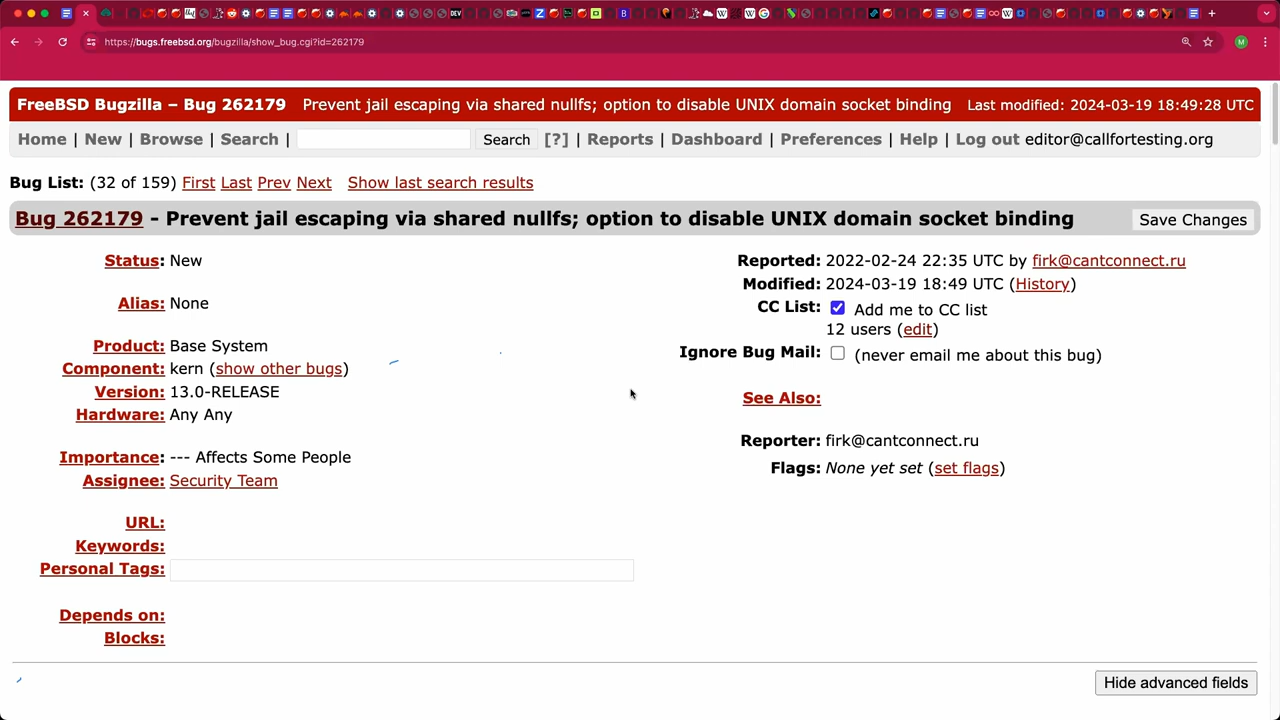 https://bugs.freebsd.org/bugzilla/show_bug.cgi?id=262179
M
FreeBSD Bugzilla – Bug 262179 Prevent jail escaping via shared nullfs; option to disable UNIX domain socket binding Last modified: 2024-03-19 18:49:28 UTC
Home | New | Browse | Search | Search [?] | Reports | Dashboard | Preferences | Help | Log out editor@callfortesting.org
Bug List: (32 of 159) First Last Prev Next Show last search results
Bug 262179 - Prevent jail escaping via shared nullfs; option to disable UNIX domain socket binding Save Changes
Status: New
Alias: None
Product: Base System
Component: kern (show other bugs)
Version: 13.0-RELEASE
Hardware: Any Any
Importance: --- Affects Some People
Assignee: Security Team
URL:
Keywords:
Personal Tags:
Depends on:
Blocks:
Reported: 2022-02-24 22:35 UTC by firk@cantconnect.ru
Modified: 2024-03-19 18:49 UTC (History)
CC List: Add me to CC list
12 users (edit)
Ignore Bug Mail: (never email me about this bug)
See Also:
Reporter: firk@cantconnect.ru
Flags: None yet set (set flags)
Hide advanced fields